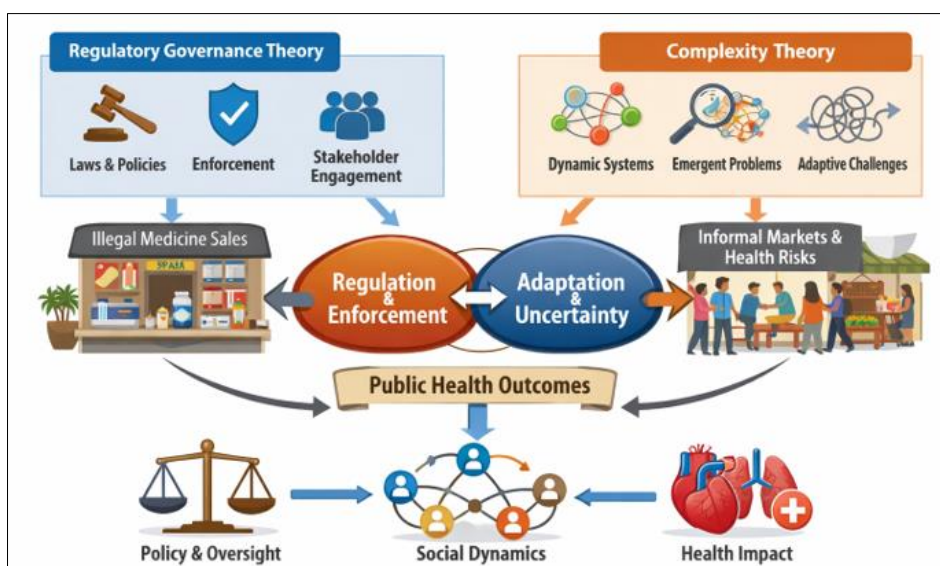 Regulatory Governance Theory
Complexity Theory
Laws & Policies
Enforcenent
Stakeholder
Engagement
Dynamic Systems
Emergent Problems
Adaptive Challenges
Illegal Medicine Sales
Informal Markets &
Health Risks
Regulation
&
Enforcement
Adaptation
&
Uncertainty
Public Health Outcomes
Policy & Oversight
Social Dynamics
Health Impact